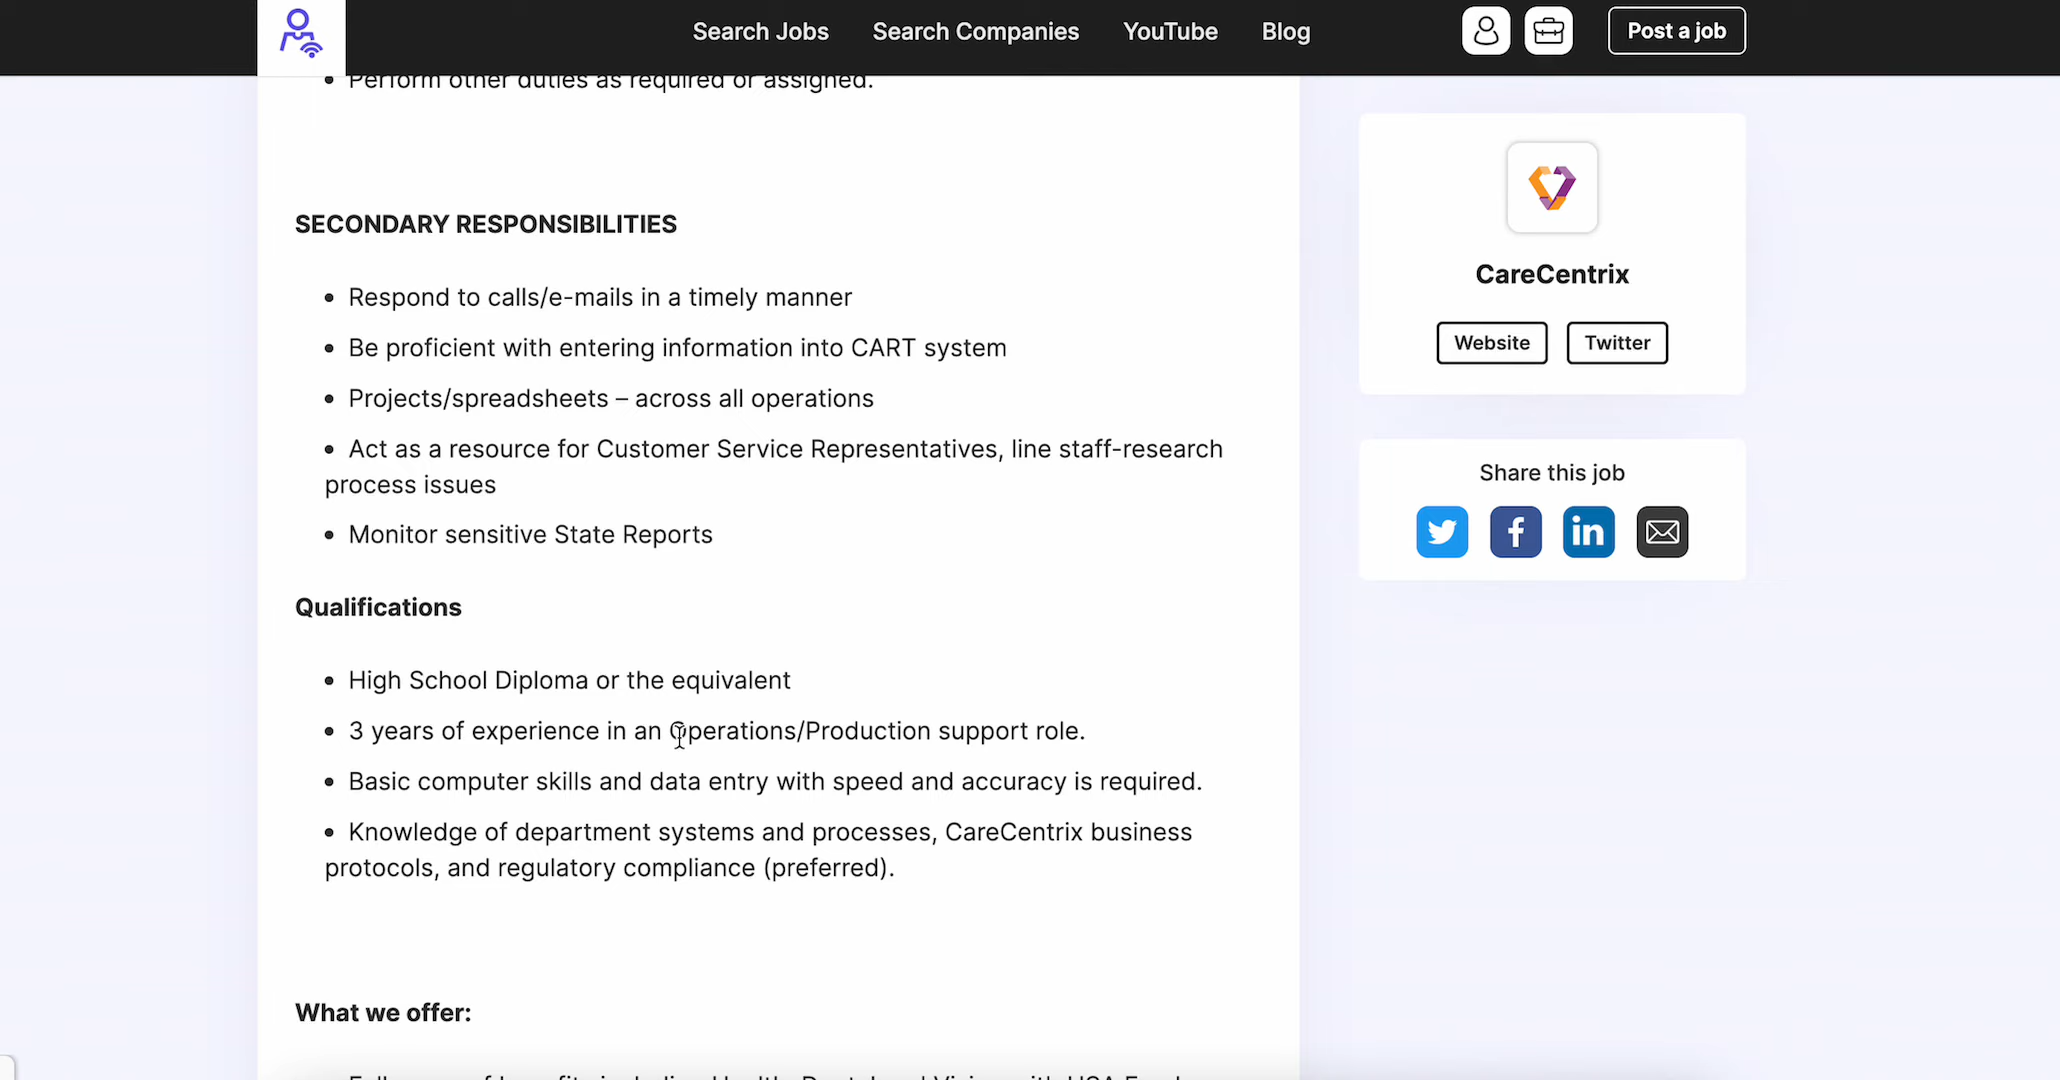 Search Jobs Search Companies YouTube Blog Post a job
• Perform other duties as required or assigned.
SECONDARY RESPONSIBILITIES
• Respond to calls/e-mails in a timely manner
• Be proficient with entering information into CART system
• Projects/spreadsheets – across all operations
• Act as a resource for Customer Service Representatives, line staff-research
process issues
• Monitor sensitive State Reports
Qualifications
• High School Diploma or the equivalent
• 3 years of experience in an Operations/Production support role.
• Basic computer skills and data entry with speed and accuracy is required.
• Knowledge of department systems and processes, CareCentrix business
protocols, and regulatory compliance (preferred).
What we offer:
CareCentrix
Website Twitter
Share this job